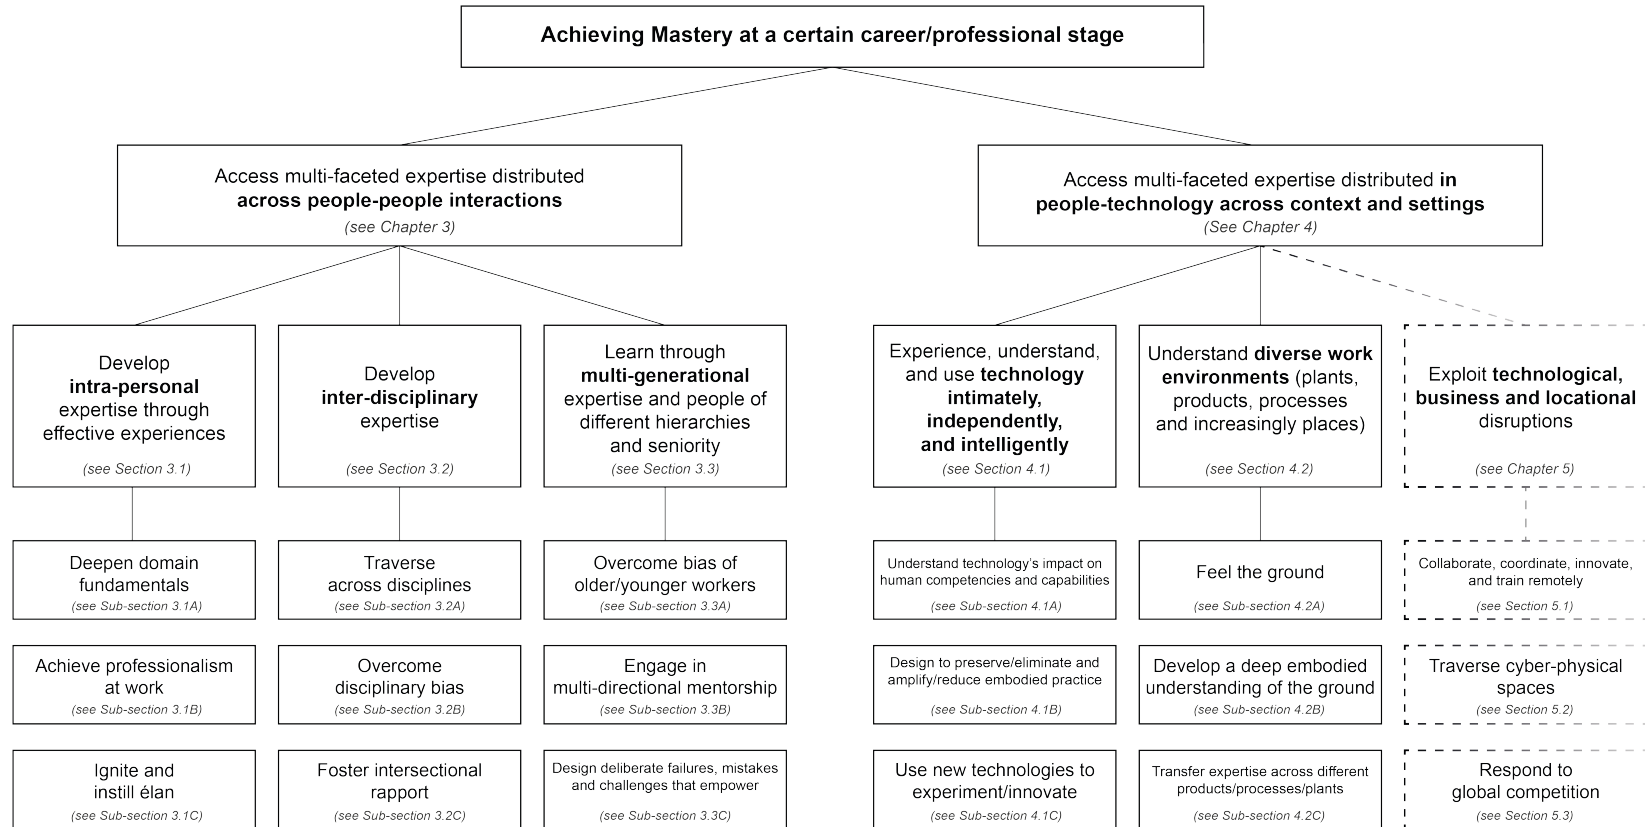 Achieving Mastery at a certain career/professional stage
Access multi-faceted expertise distributed
across people-people interactions
(see Chapter 3)
Access multi-faceted expertise distributed in
people-technology across context and settings
(See Chapter 4)
Develop
intra-personal
expertise through
effective experiences
(see Section 3.1)
Develop
inter-disciplinary
expertise
(see Section 3.2)
Learn through
multi-generational
expertise and people of
different hierarchies
and seniority
(see Section 3.3)
Experience, understand,
and use technology
intimately,
independently,
and intelligently
(see Section 4.1)
Understand diverse work
environments (plants,
products, processes
and increasingly places)
(see Section 4.2)
Exploit technological,
business and locational
disruptions
(see Chapter 5)
Deepen domain
fundamentals
(see Sub-section 3.1A)
Traverse
across disciplines
(see Sub-section 3.2A)
Overcome bias of
older/younger workers
(see Sub-section 3.3A)
Understand technology's impact on
human competencies and capabilities
(see Sub-section 4.1A)
Feel the ground
(see Sub-section 4.2A)
Collaborate, coordinate, innovate,
and train remotely
(see Section 5.1)
Achieve professionalism
at work
(see Sub-section 3.1B)
Overcome
disciplinary bias
(see Sub-section 3.2B)
Engage in
multi-directional mentorship
(see Sub-section 3.3B)
Design to preserve/eliminate and
amplify/reduce embodied practice
(see Sub-section 4.1B)
Develop a deep embodied
understanding of the ground
(see Sub-section 4.2B)
Traverse cyber-physical
spaces
(see Section 5.2)
Ignite and
instill élan
(see Sub-section 3.1C)
Foster intersectional
rapport
(see Sub-section 3.2C)
Design deliberate failures, mistakes
and challenges that empower
(see Sub-section 3.3C)
Use new technologies to
experiment/innovate
(see Sub-section 4.1C)
Transfer expertise across different
products/processes/plants
(see Sub-section 4.2C)
Respond to
global competition
(see Section 5.3)